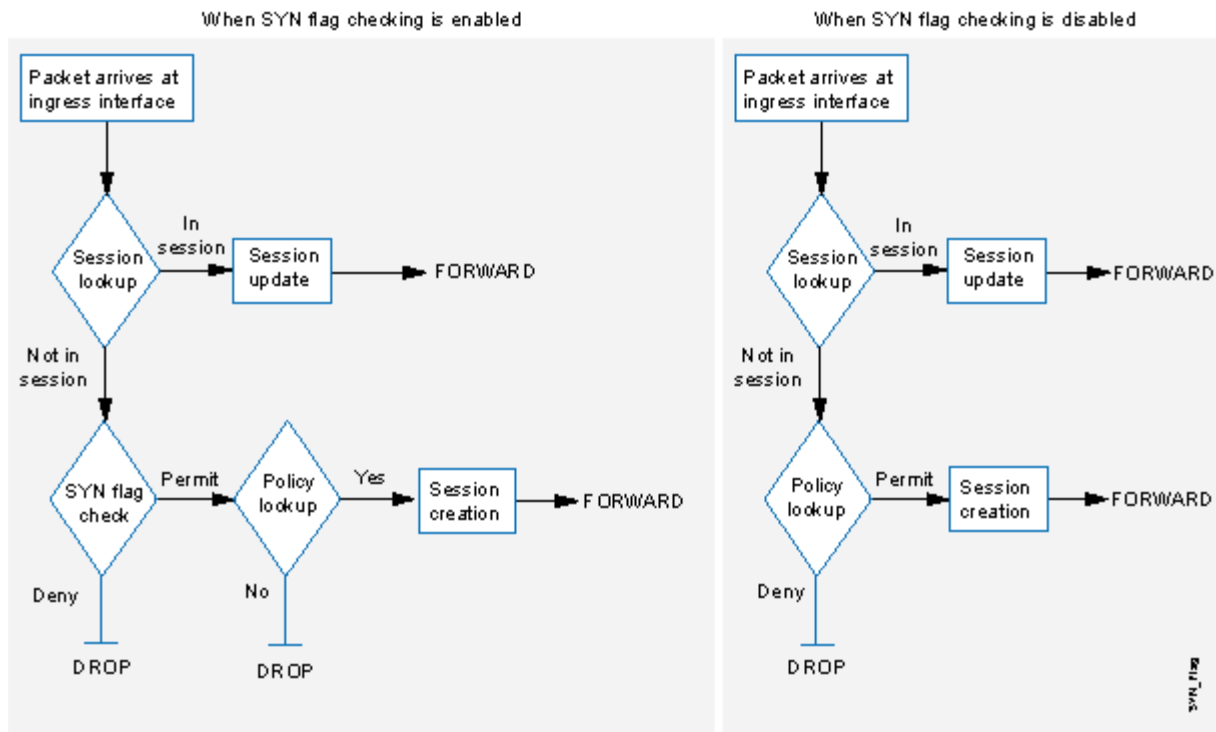 When SYN flag checking is enabled
Packet arrives at
ingress interface
Session
lookup
In
session
Session
update
FORWARD
Not in
session
SYN flag
check
Permit
Policy
lookup
Yes
Session
creation
FORWARD
Deny
No
DROP
DROP
When SYN flag checking is disabled
Packet arrives at
ingress interface
Session
lookup
In
session
Session
update
FORWARD
Not in
session
Policy
lookup
Permit
Session
creation
FORWARD
Deny
DROP